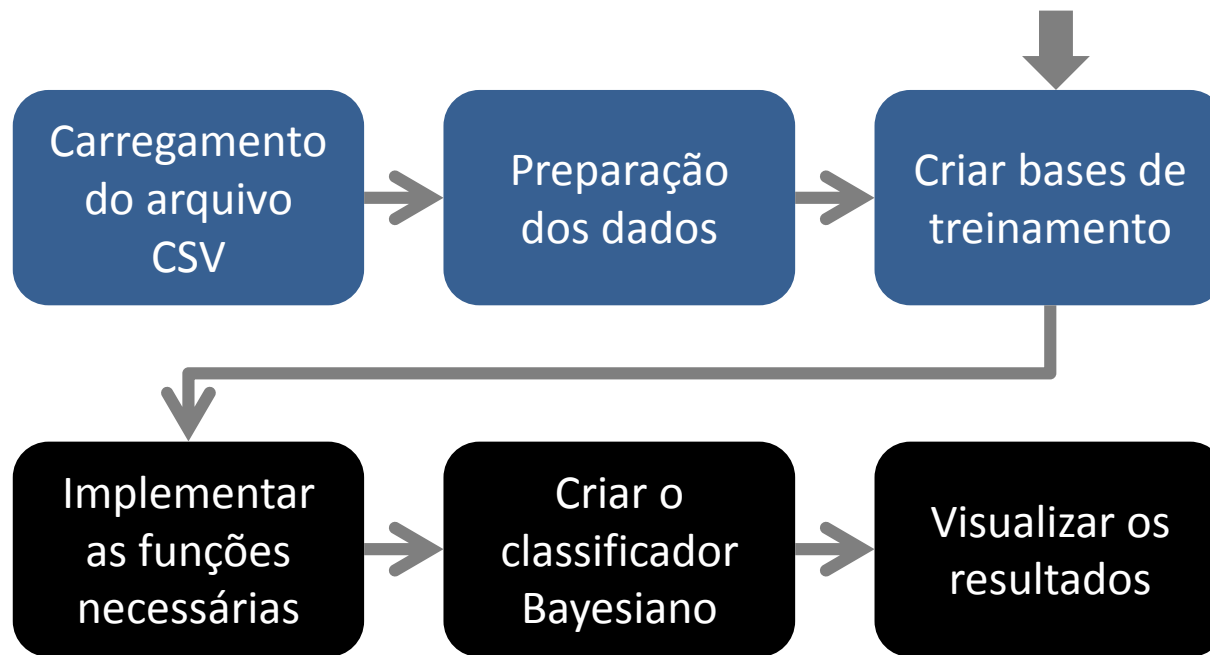 Carregamento
do arquivo
CSV
Preparação
dos dados
Criar bases de
treinamento
Implementar
as funções
necessárias
Criar o
classificador
Bayesiano
Visualizar os
resultados